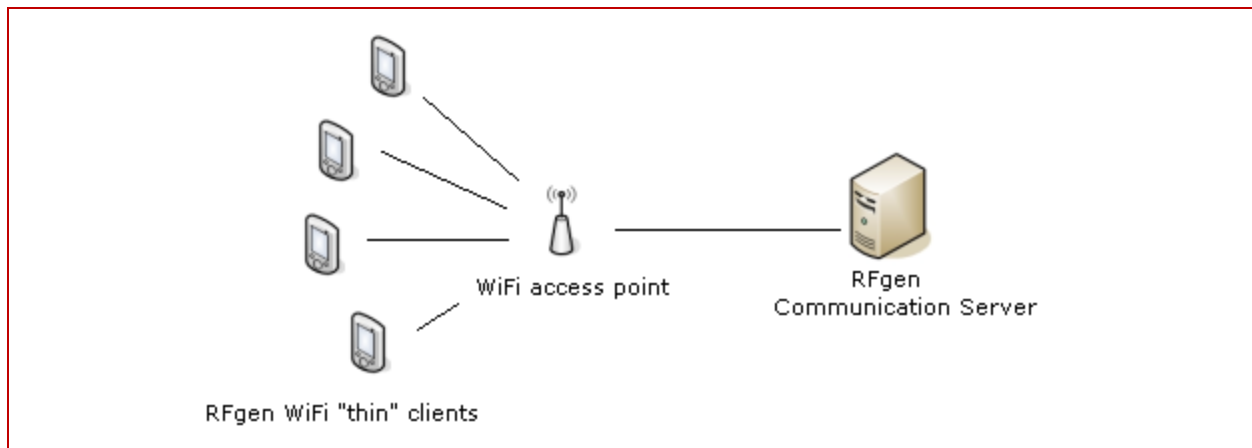 WiFi access point
RFgen
Communication Server
RFgen WiFi "thin" clients